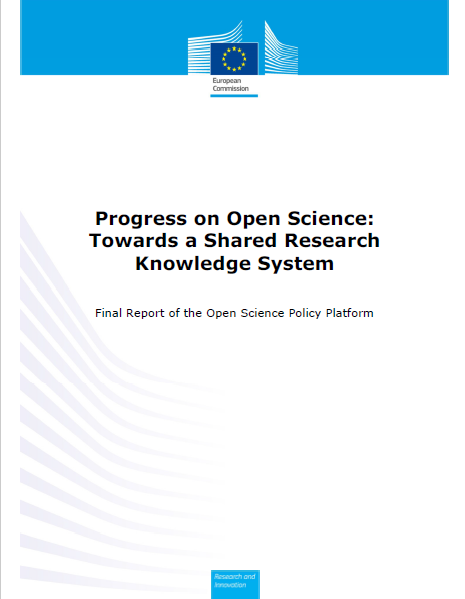 European
Commission
Progress on Open Science:
Towards a Shared Research
Knowledge System
Final Report of the Open Science Policy Platform
Research and
Innovation